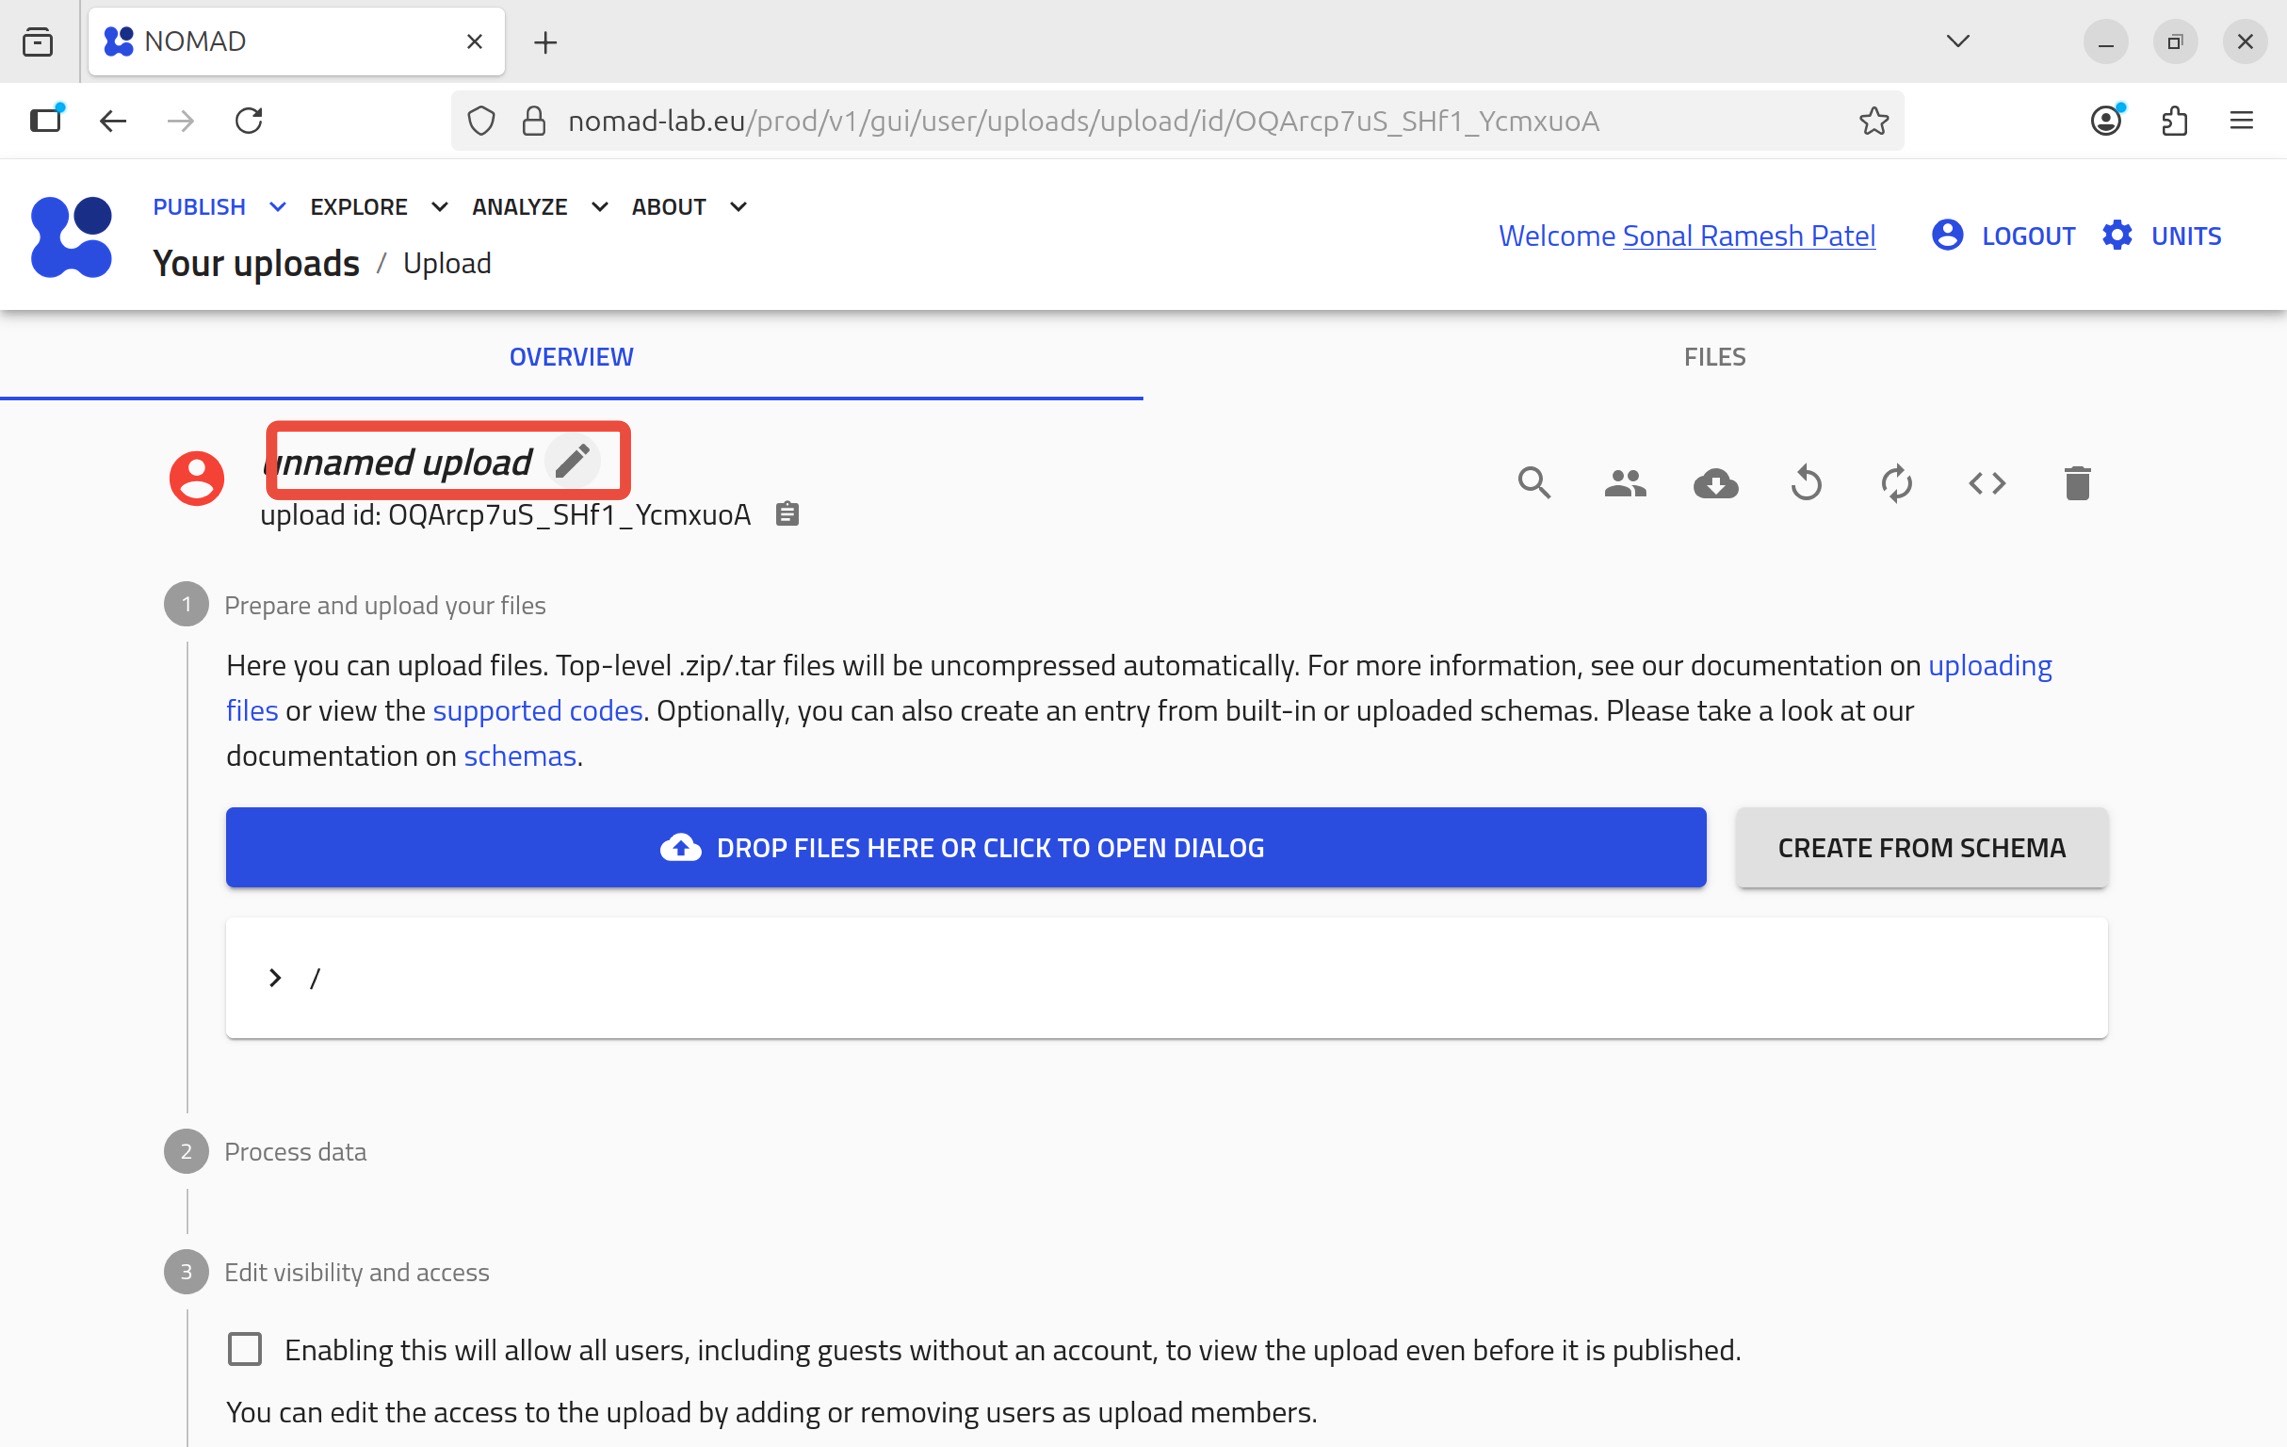 NOMAD
nomad-lab.eu/prod/v1/gui/user/uploads/upload/id/OQArcp7uS_SHf1_YcmxuoA
PUBLISH EXPLORE ANALYZE ABOUT
Your uploads / Upload
Welcome Sonal Ramesh Patel LOGOUT UNITS
OVERVIEW FILES
unnamed upload
upload id: OQArcp7uS_SHf1_YcmxuoA
1 Prepare and upload your files
Here you can upload files. Top-level .zip/.tar files will be uncompressed automatically. For more information, see our documentation on uploading
files or view the supported codes. Optionally, you can also create an entry from built-in or uploaded schemas. Please take a look at our
documentation on schemas.
DROP FILES HERE OR CLICK TO OPEN DIALOG CREATE FROM SCHEMA
/
2 Process data
3 Edit visibility and access
Enabling this will allow all users, including guests without an account, to view the upload even before it is published.
You can edit the access to the upload by adding or removing users as upload members.